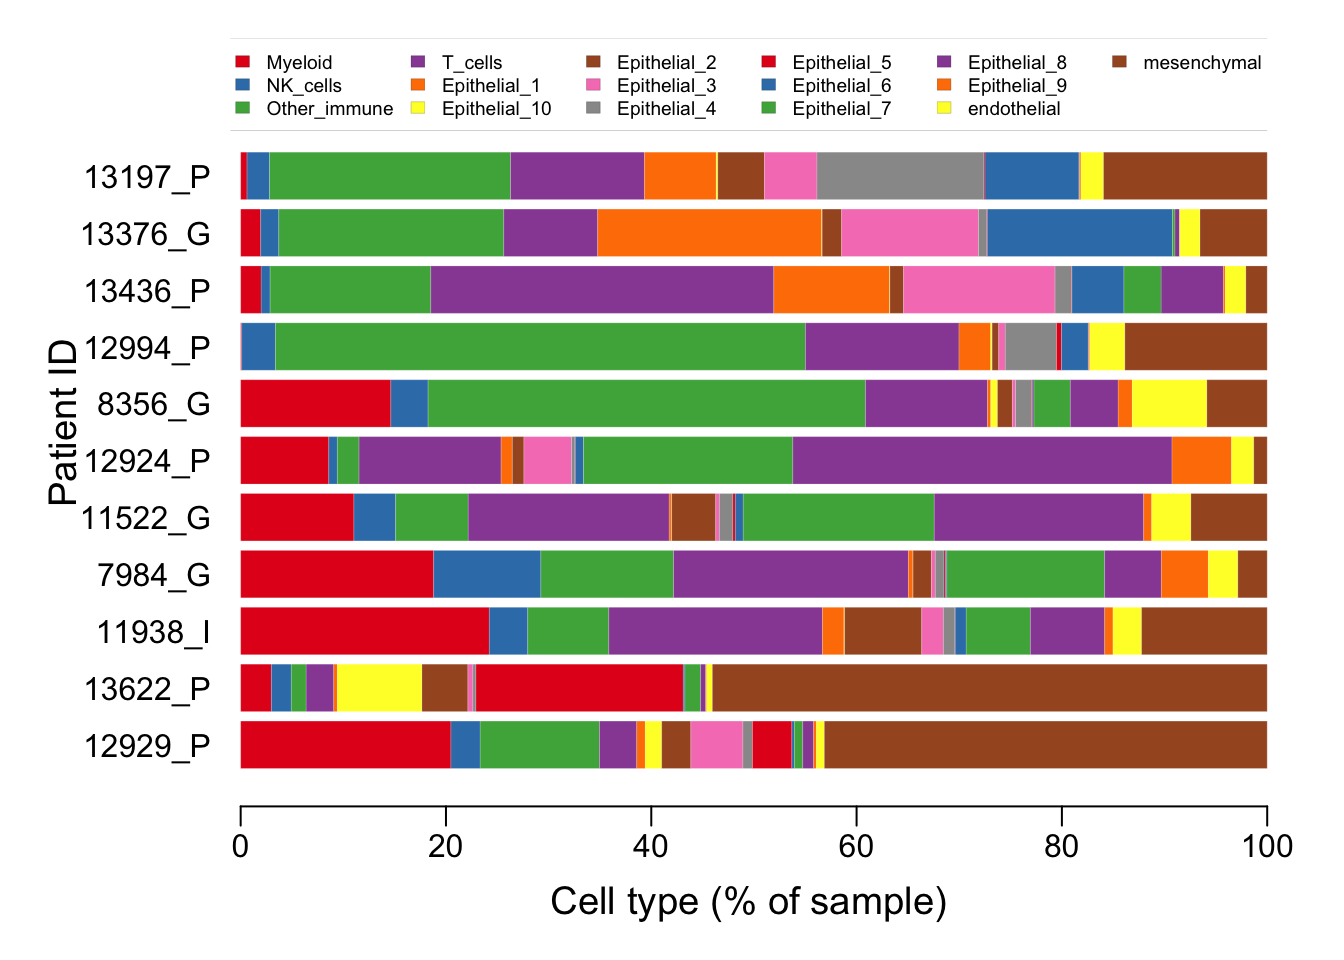 Myeloid T_cells Epithelial_2 Epithelial_5 Epithelial_8 mesenchymal
NK_cells Epithelial_1 Epithelial_3 Epithelial_6 Epithelial_9
Other_immune Epithelial_10 Epithelial_4 Epithelial_7 endothelial
Patient ID
13197_P
13376_G
13436_P
12994_P
8356_G
12924_P
11522_G
7984_G
11938_I
13622_P
12929_P
0 20 40 60 80 100
Cell type (% of sample)